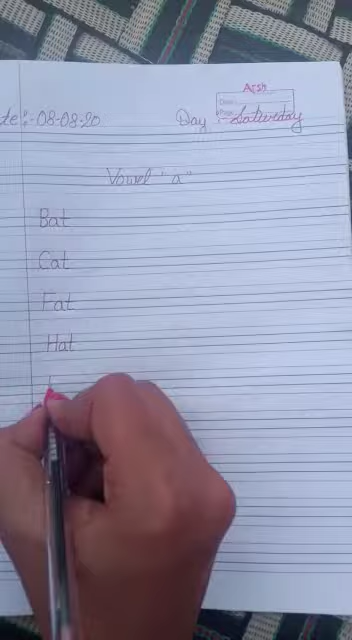 Arsh
te:-08-08-20 Day :- Saturday
Vowel "a"
Bat
Cat
Fat
Hat